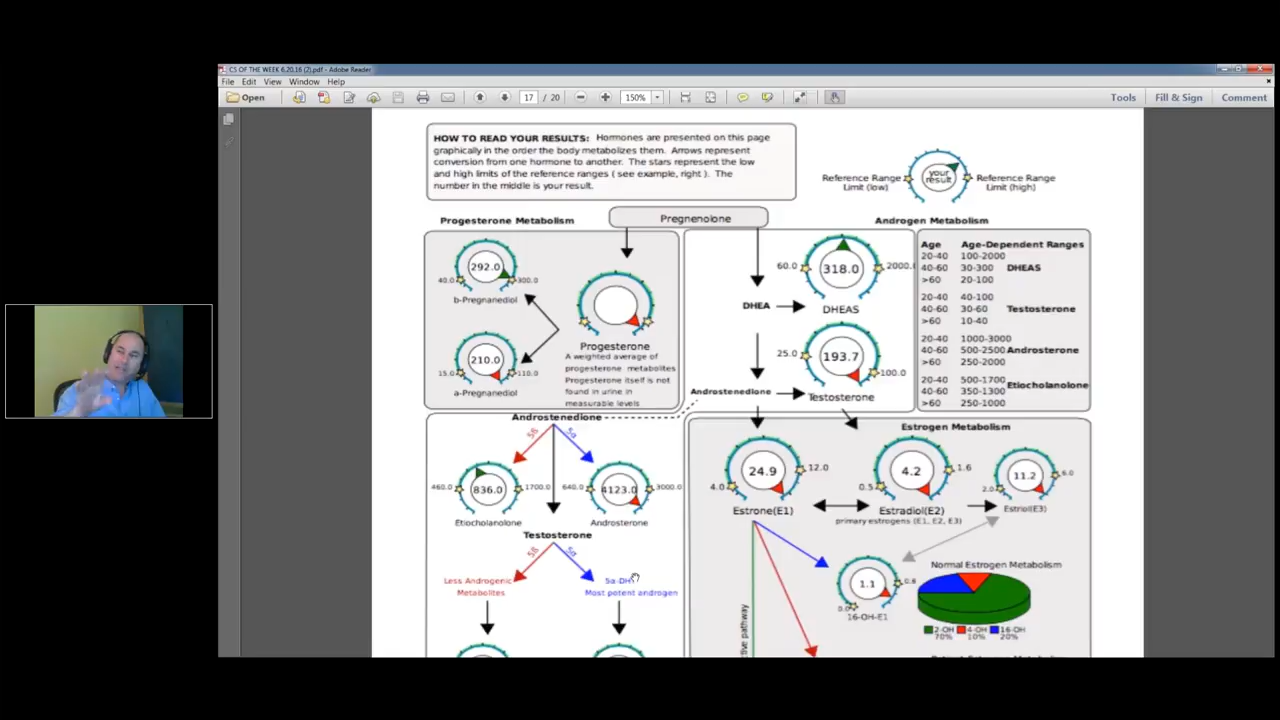 CS OF THE WEEK 6.20.16 (2).pdf - Adobe Reader
File Edit View Window Help
Open 17 / 20 150% Tools Fill & Sign Comment
HOW TO READ YOUR RESULTS: Hormones are presented on this page
graphically in the order the body metabolizes them. Arrows represent
conversion from one hormone to another. The stars represent the low
and high limits of the reference ranges ( see example, right ). The
number in the middle is your result.
your
result
Reference Range
Limit (low)
Reference Range
Limit (high)
Progesterone Metabolism
Pregnenolone
Androgen Metabolism
292.0
40.0 300.0
b-Pregnanediol
210.0
15.0 110.0
a-Pregnanediol
Progesterone
A weighted average of
progesterone metabolites
Progesterone itself is not
found in urine in
measurable levels
DHEA
60.0 318.0 2000.0
DHEAS
25.0 193.7 100.0
Androstenedione
Testosterone
Age Age-Dependent Ranges
20-40 100-2000
40-60 30-300 DHEAS
>60 20-100
20-40 40-100
40-60 30-60 Testosterone
>60 10-40
20-40 1000-3000
40-60 500-2500 Androsterone
>60 250-2000
20-40 500-1700
40-60 350-1300 Etiocholanolone
>60 250-1000
Androstenedione
5ß 5α
460.0 836.0 1700.0
Etiocholanolone
640.0 4123.0 3000.0
Androsterone
Testosterone
5ß 5α
Less Androgenic
Metabolites
5α-DHT
Most potent androgen
Estrogen Metabolism
4.0 24.9 12.0
Estrone(E1)
0.5 4.2 1.6
Estradiol(E2)
primary estrogens (E1, E2, E3)
2.0 11.2 6.0
Estriol(E3)
0.0 1.1 0.6
16-OH-E1
Normal Estrogen Metabolism
2-OH 4-OH 16-OH
70% 10% 20%